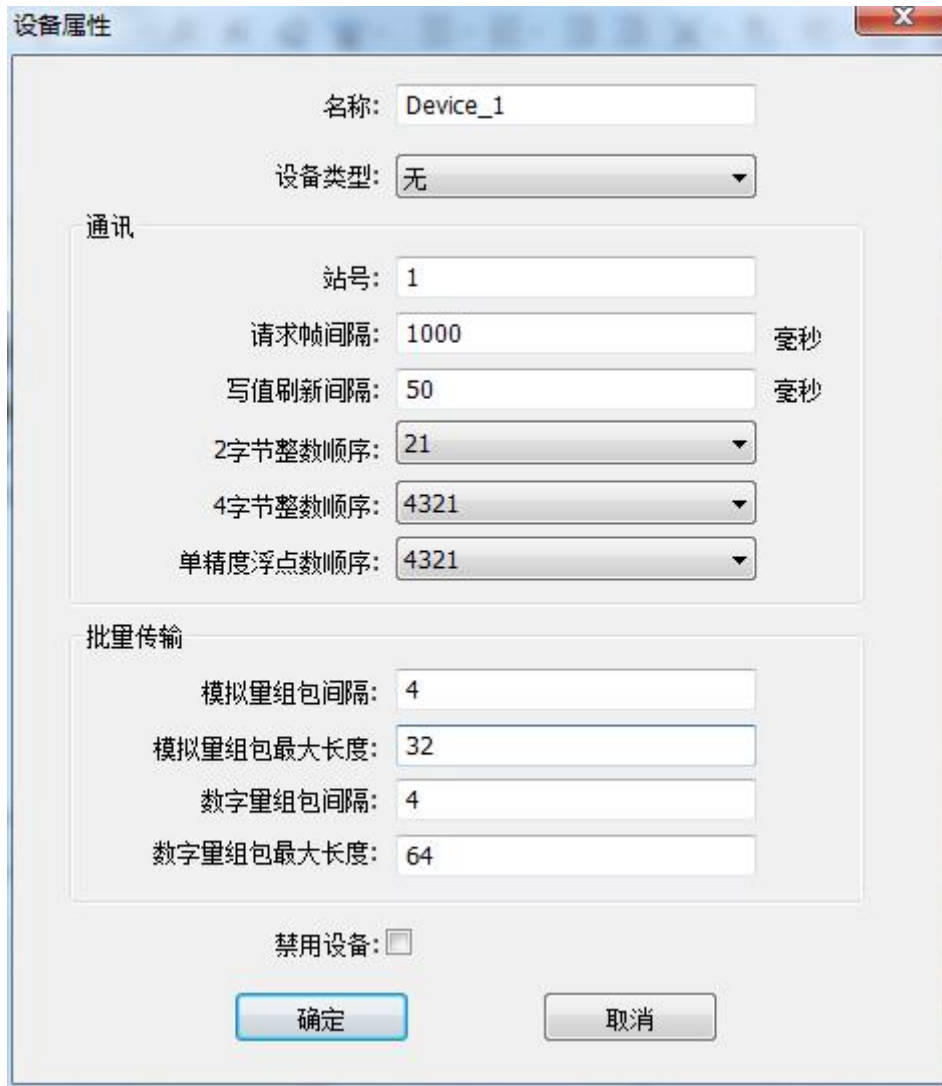 设备属性
名称: Device_1
设备类型: 无
通讯
站号: 1
请求帧间隔: 1000 毫秒
写值刷新间隔: 50 毫秒
2字节整数顺序: 21
4字节整数顺序: 4321
单精度浮点数顺序: 4321
批量传输
模拟量组包间隔: 4
模拟量组包最大长度: 32
数字量组包间隔: 4
数字量组包最大长度: 64
禁用设备:
确定 取消